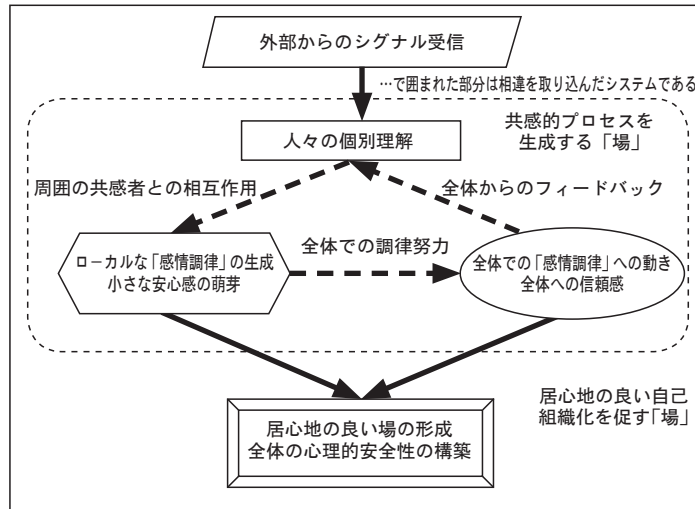 外部からのシグナル受信
…で囲まれた部分は相違を取り込んだシステムである
共感的プロセスを
生成する「場」
人々の個別理解
周囲の共感者との相互作用
全体からのフィードバック
ローカルな「感情調律」の生成
小さな安心感の萌芽
全体での調律努力
全体での「感情調律」への動き
全体への信頼感
居心地の良い自己
組織化を促す「場」
居心地の良い場の形成
全体の心理的安全性の構築